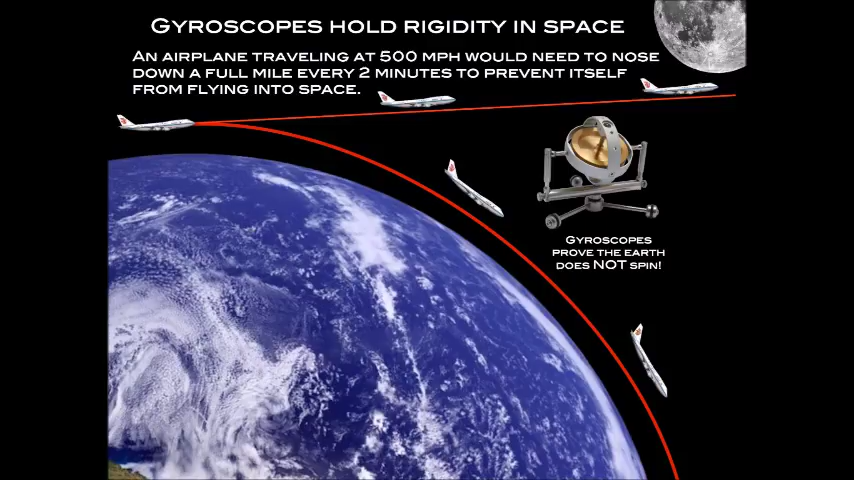 Gyroscopes hold rigidity in space
An airplane traveling at 500 mph would need to nose
down a full mile every 2 minutes to prevent itself
from flying into space.
Gyroscopes
prove the earth
does NOT spin!